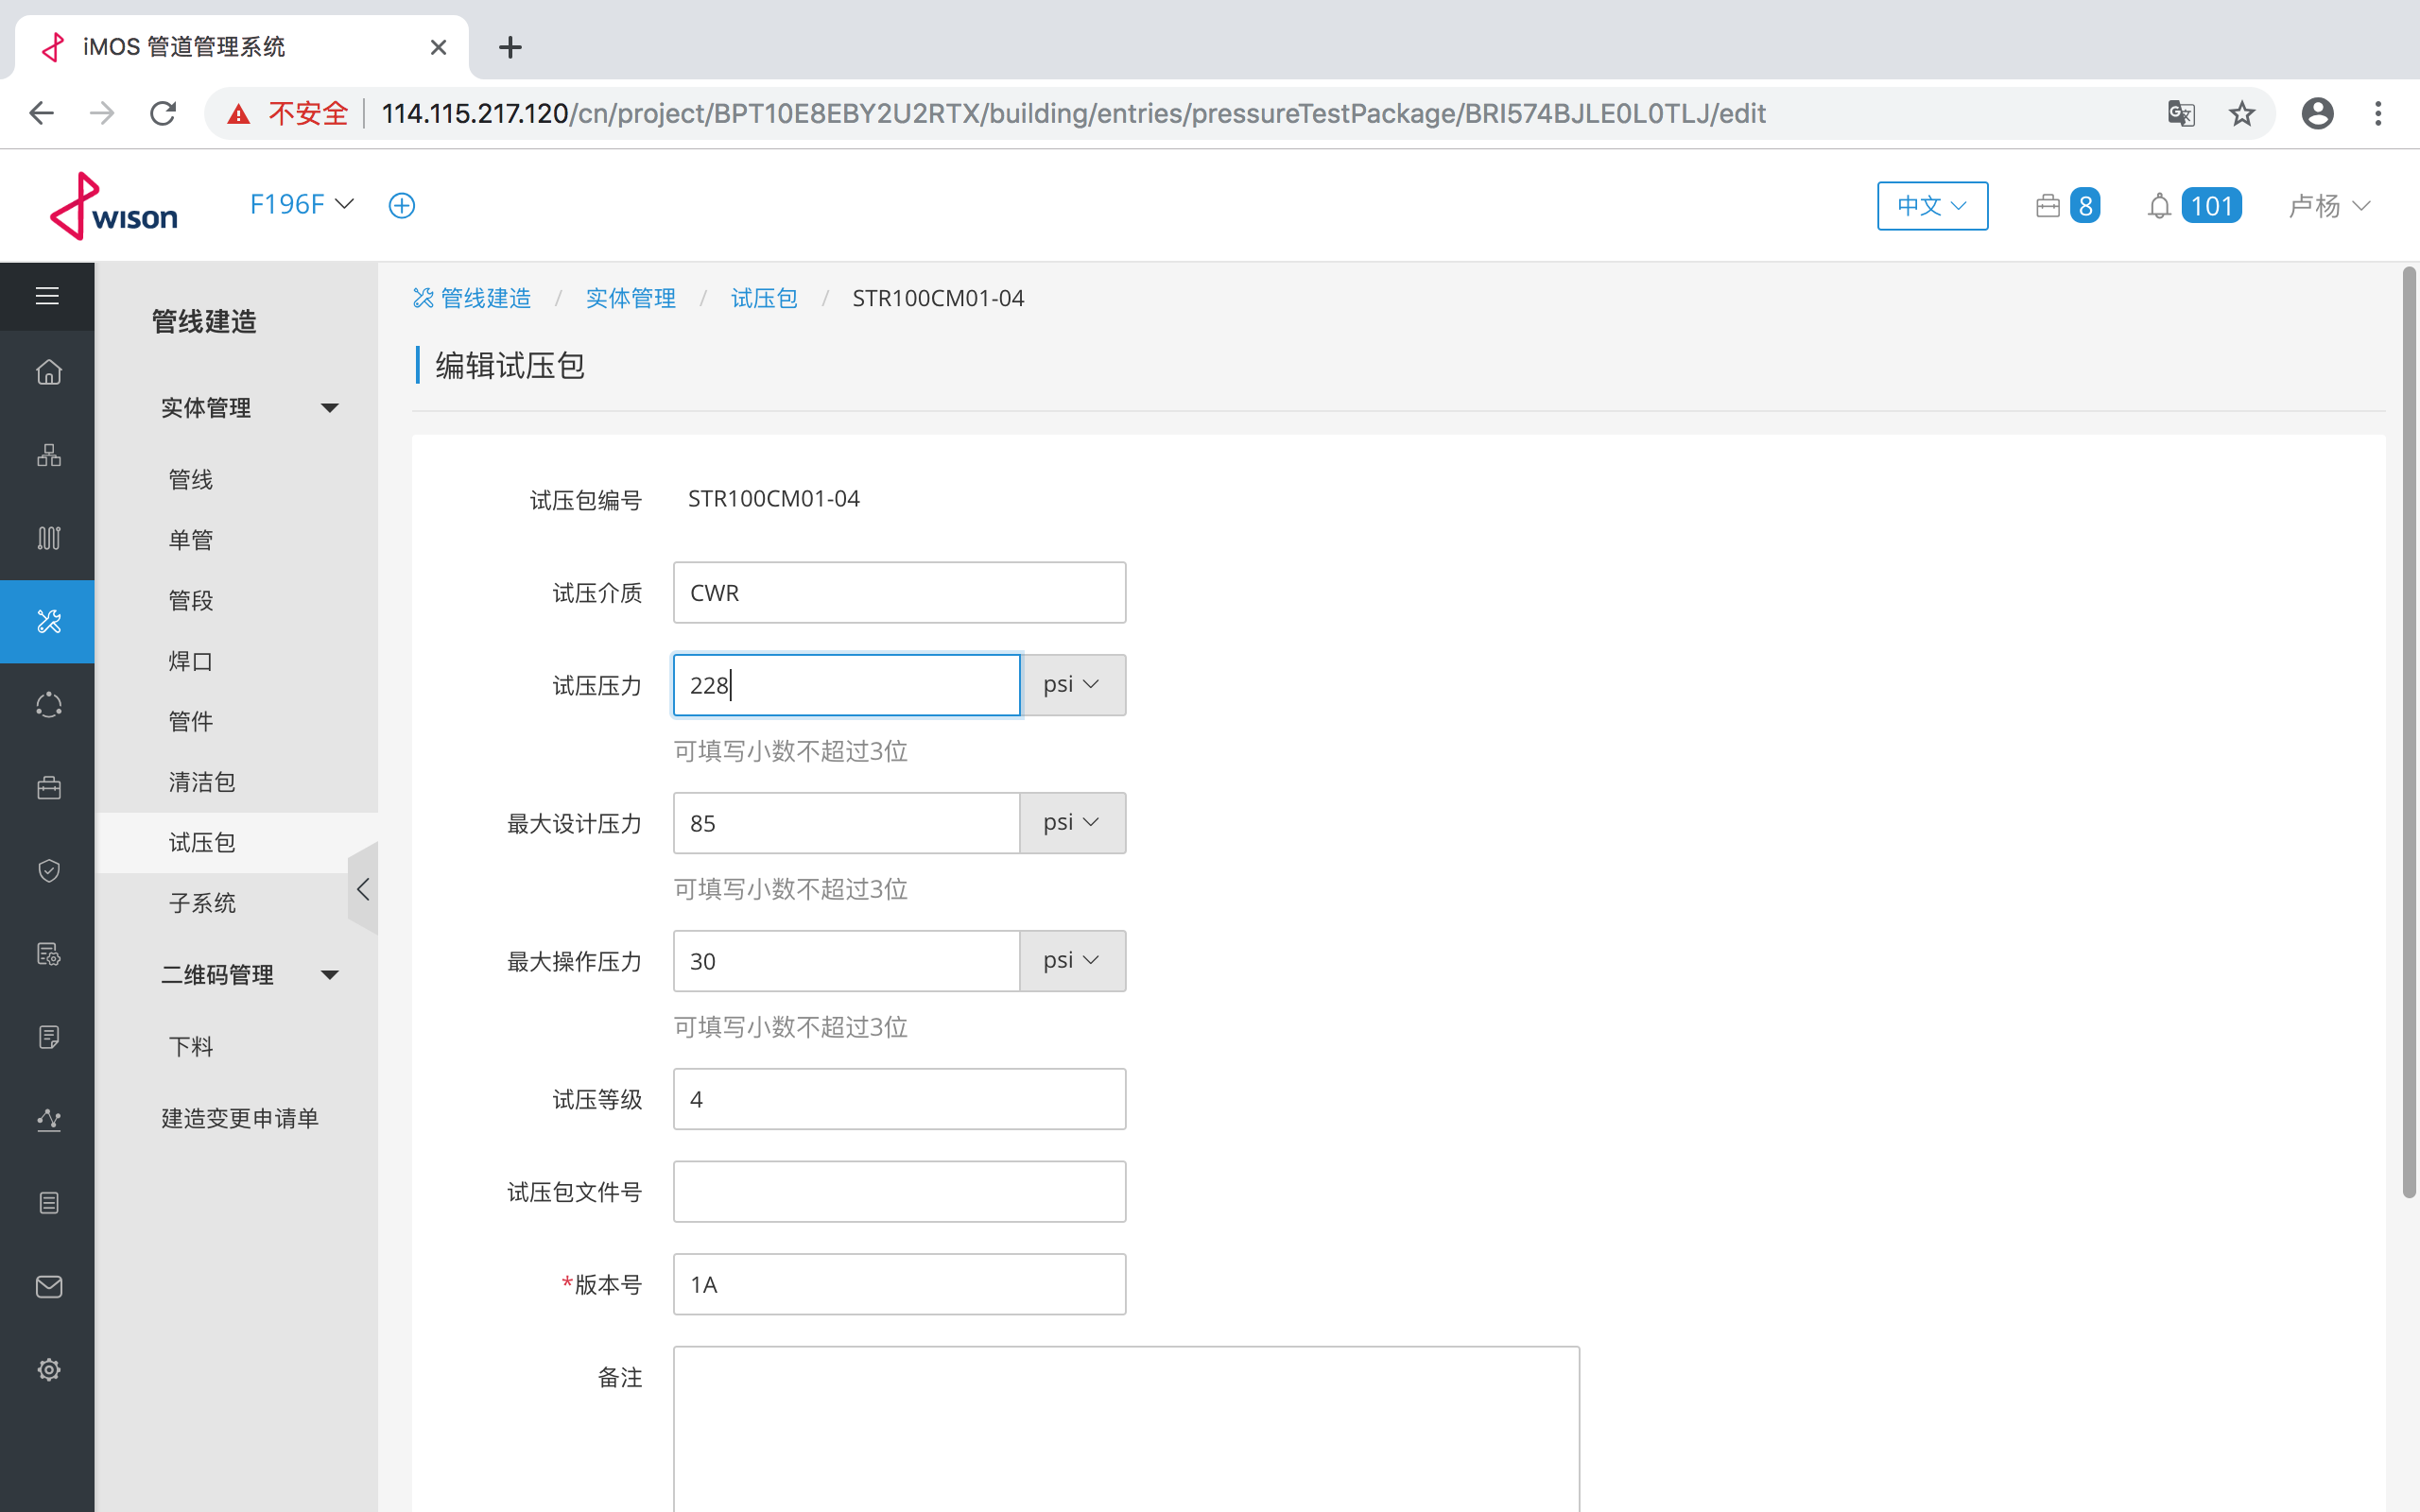 iMOS 管道管理系统
不安全 114.115.217.120/cn/project/BPT10E8EBY2U2RTX/building/entries/pressureTestPackage/BRI574BJLE0L0TLJ/edit
wison F196F 中文 8 101 卢杨
管线建造 / 实体管理 / 试压包 / STR100CM01-04
管线建造
实体管理
管线
单管
管段
焊口
管件
清洁包
试压包
子系统
二维码管理
下料
建造变更申请单
编辑试压包
试压包编号 STR100CM01-04
试压介质 CWR
试压压力 228 psi
可填写小数不超过3位
最大设计压力 85 psi
可填写小数不超过3位
最大操作压力 30 psi
可填写小数不超过3位
试压等级 4
试压包文件号
*版本号 1A
备注